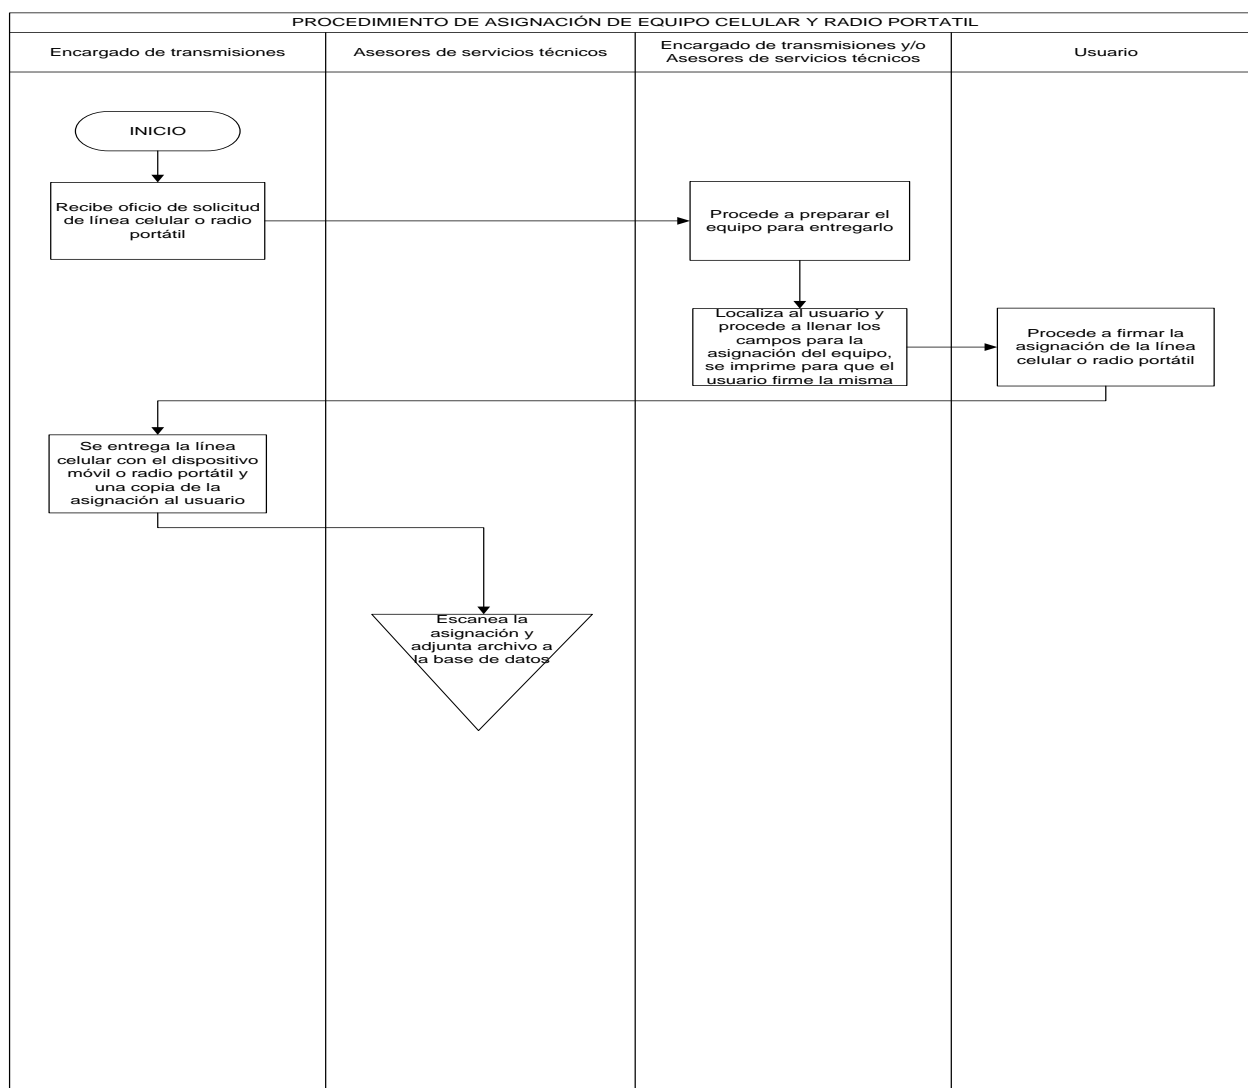 PROCEDIMIENTO DE ASIGNACIÓN DE EQUIPO CELULAR Y RADIO PORTATIL
Encargado de transmisiones
Asesores de servicios técnicos
Encargado de transmisiones y/o
Asesores de servicios técnicos
Usuario
INICIO
Recibe oficio de solicitud
de línea celular o radio
portátil
Procede a preparar el
equipo para entregarlo
Localiza al usuario y
procede a llenar los
campos para la
asignación del equipo,
se imprime para que el
usuario firme la misma
Procede a firmar la
asignación de la línea
celular o radio portátil
Se entrega la línea
celular con el dispositivo
móvil o radio portátil y
una copia de la
asignación al usuario
Escanea la
asignación y
adjunta archivo a
la base de datos